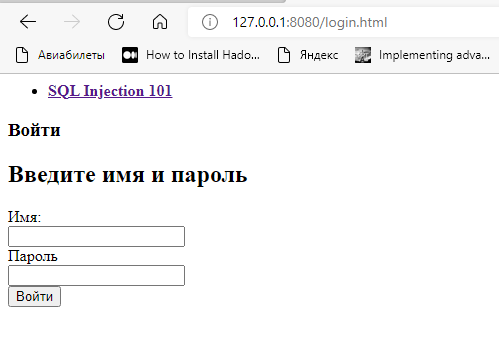 127.0.0.1:8080/login.html
Авиабилеты How to Install Hado... Яндекс Implementing adva...
SQL Injection 101
Войти
Введите имя и пароль
Имя:
Пароль
Войти